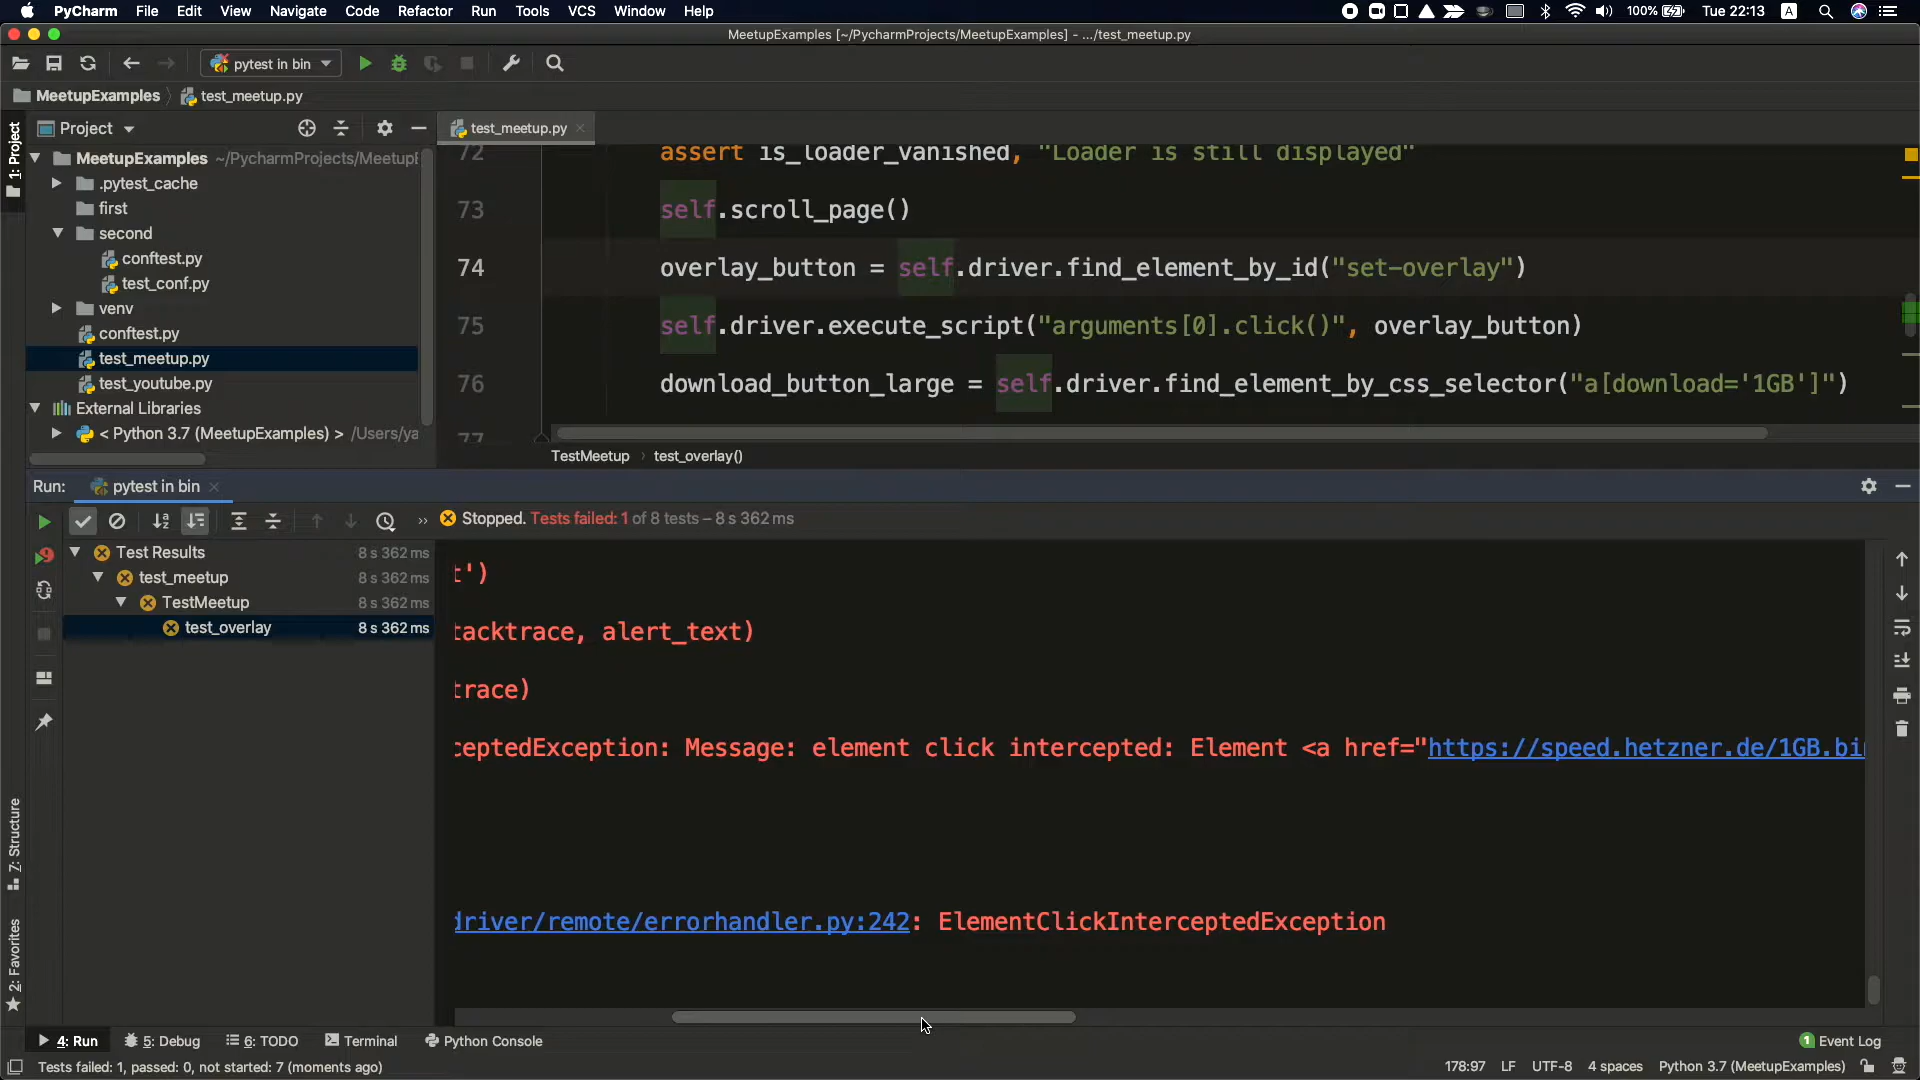 PyCharm File Edit View Navigate Code Refactor Run Tools VCS Window Help 100% Tue 22:13 A
MeetupExamples [~/PycharmProjects/MeetupExamples] - .../test_meetup.py
pytest in bin
MeetupExamples test_meetup.py
1: Project
Project
test_meetup.py
MeetupExamples ~/PycharmProjects/Meetup
.pytest_cache
first
second
conftest.py
test_conf.py
venv
conftest.py
test_meetup.py
test_youtube.py
External Libraries
< Python 3.7 (MeetupExamples) > /Users/ya
72 assert is_loader_vanished, "Loader is still displayed"
73 self.scroll_page()
74 overlay_button = self.driver.find_element_by_id("set-overlay")
75 self.driver.execute_script("arguments[0].click()", overlay_button)
76 download_button_large = self.driver.find_element_by_css_selector("a[download='1GB']")
77
TestMeetup test_overlay()
Run: pytest in bin
Stopped. Tests failed: 1 of 8 tests – 8 s 362 ms
Test Results 8 s 362 ms
test_meetup 8 s 362 ms
TestMeetup 8 s 362 ms
test_overlay 8 s 362 ms
t')
tacktrace, alert_text)
trace)
ceptedException: Message: element click intercepted: Element <a href="https://speed.hetzner.de/1GB.bin
driver/remote/errorhandler.py:242: ElementClickInterceptedException
7: Structure
2: Favorites
4: Run 5: Debug 6: TODO Terminal Python Console 1 Event Log
Tests failed: 1, passed: 0, not started: 7 (moments ago) 178:97 LF UTF-8 4 spaces Python 3.7 (MeetupExamples)